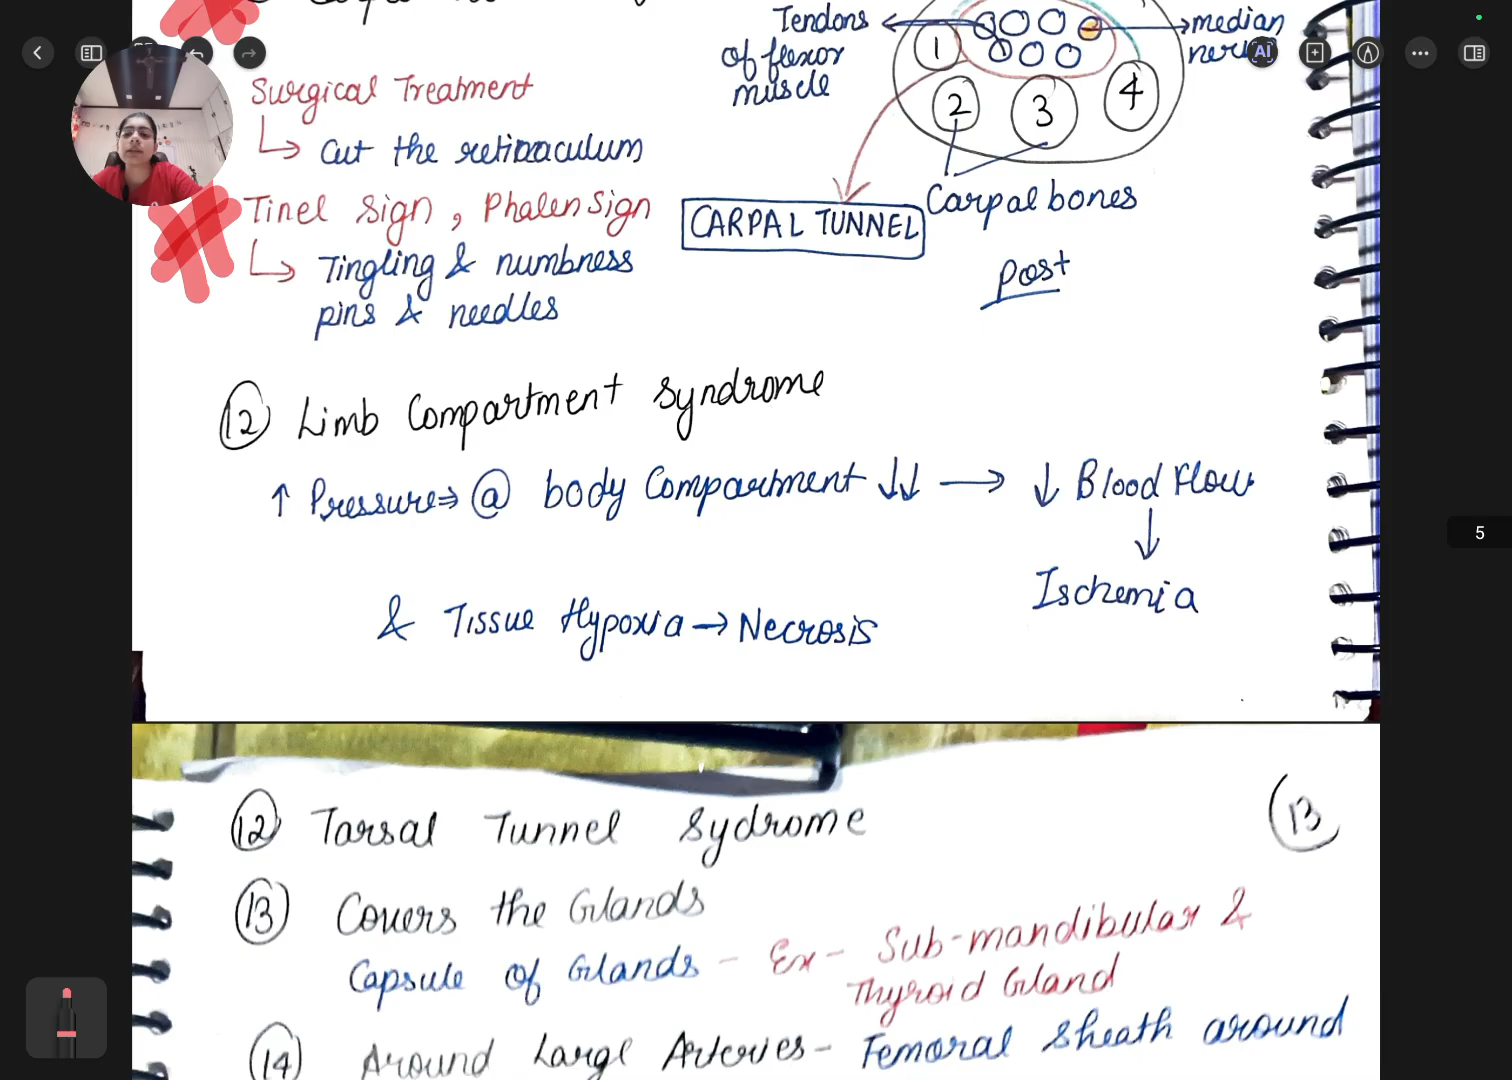 Tendons
of flexor
muscle
median
1
2
3
4
AI
Surgical Treatment
Cut the retinaculum
Tinel Sign, Phalen Sign
Tingling & numbness
pins & needles
CARPAL TUNNEL
Carpal bones
post
12 Limb Compartment Syndrome
↑ Pressure ⇒ @ body Compartment ↓↓ → ↓ Blood Flow
↓
Ischemia
& Tissue Hypoxia → Necrosis
5
13
12 Tarsal Tunnel Sydrome
13 Covers the Glands
Capsule of Glands - Ex - Sub-mandibular &
Thyroid Gland
14 Around Large Arteries - Femoral Sheath around